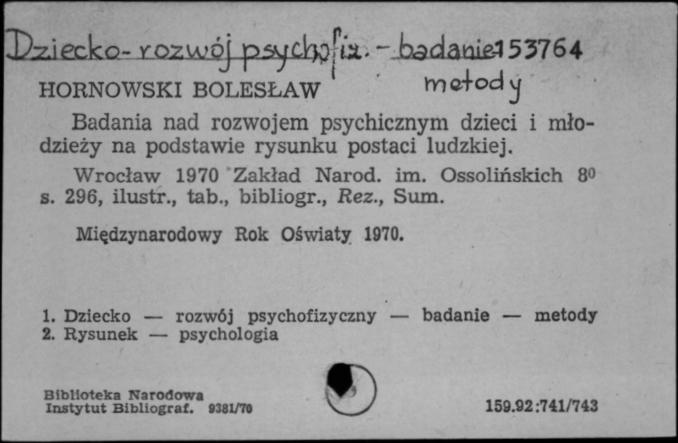 Dziecko - rozwój psychofiz. - badanie 153764
metody
HORNOWSKI BOLESŁAW
Badania nad rozwojem psychicznym dzieci i mło-
dzieży na podstawie rysunku postaci ludzkiej.
Wrocław 1970 Zakład Narod. im. Ossolińskich 8⁰
s. 296, ilustr., tab., bibliogr., Rez., Sum.
Międzynarodowy Rok Oświaty 1970.
1. Dziecko — rozwój psychofizyczny — badanie — metody
2. Rysunek — psychologia
Biblioteka Narodowa
Instytut Bibliograf. 9381/70
159.92:741/743